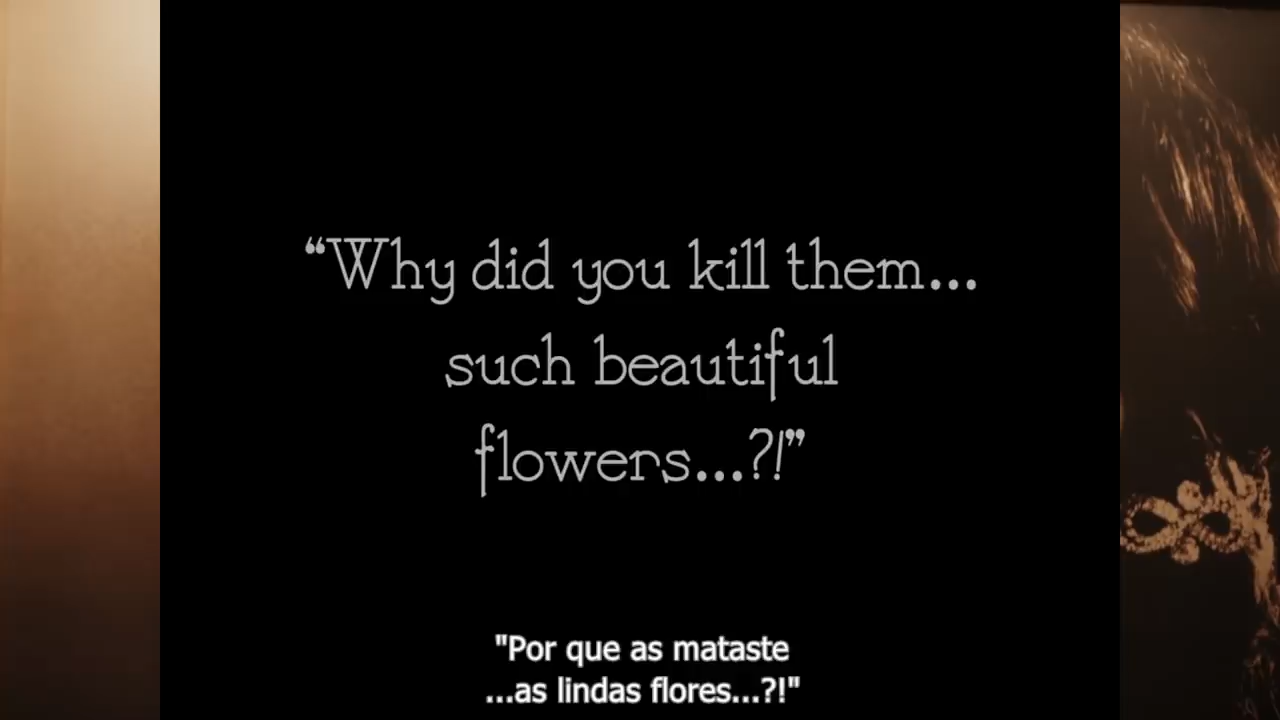 “Why did you kill them...
such beautiful
flowers...?!”
"Por que as mataste
...as lindas flores...?!"